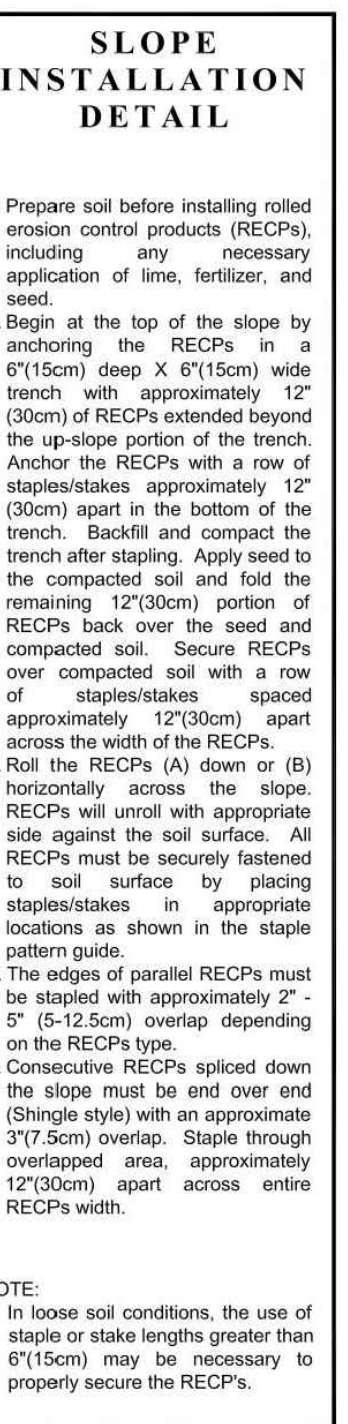 SLOPE
INSTALLATION
DETAIL
Prepare soil before installing rolled
erosion control products (RECPs),
including any necessary
application of lime, fertilizer, and
seed.
Begin at the top of the slope by
anchoring the RECPs in a
6"(15cm) deep X 6"(15cm) wide
trench with approximately 12"
(30cm) of RECPs extended beyond
the up-slope portion of the trench.
Anchor the RECPs with a row of
staples/stakes approximately 12"
(30cm) apart in the bottom of the
trench. Backfill and compact the
trench after stapling. Apply seed to
the compacted soil and fold the
remaining 12"(30cm) portion of
RECPs back over the seed and
compacted soil. Secure RECPs
over compacted soil with a row
of staples/stakes spaced
approximately 12"(30cm) apart
across the width of the RECPs.
Roll the RECPs (A) down or (B)
horizontally across the slope.
RECPs will unroll with appropriate
side against the soil surface. All
RECPs must be securely fastened
to soil surface by placing
staples/stakes in appropriate
locations as shown in the staple
pattern guide.
The edges of parallel RECPs must
be stapled with approximately 2" -
5" (5-12.5cm) overlap depending
on the RECPs type.
Consecutive RECPs spliced down
the slope must be end over end
(Shingle style) with an approximate
3"(7.5cm) overlap. Staple through
overlapped area, approximately
12"(30cm) apart across entire
RECPs width.
OTE:
In loose soil conditions, the use of
staple or stake lengths greater than
6"(15cm) may be necessary to
properly secure the RECP's.